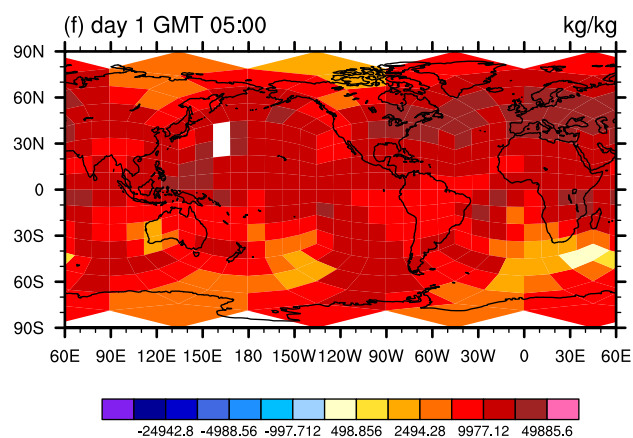 (f) day 1 GMT 05:00 kg/kg
90N
60N
30N
0
30S
60S
90S
60E 90E 120E 150E 180 150W 120W 90W 60W 30W 0 30E 60E
-24942.8 -4988.56 -997.712 498.856 2494.28 9977.12 49885.6